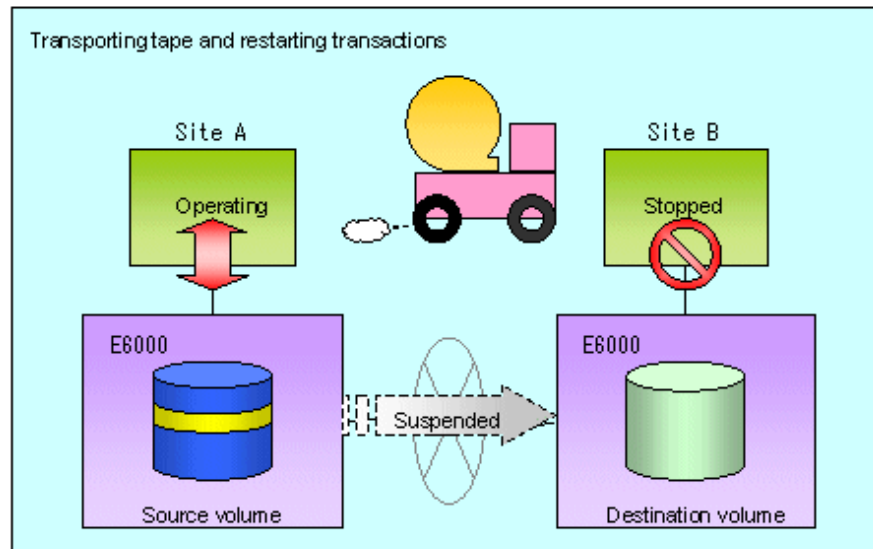 Transporting tape and restarting transactions
Site A
Site B
Operating
Stopped
E6000
E6000
Suspended
Source volume
Destination volume